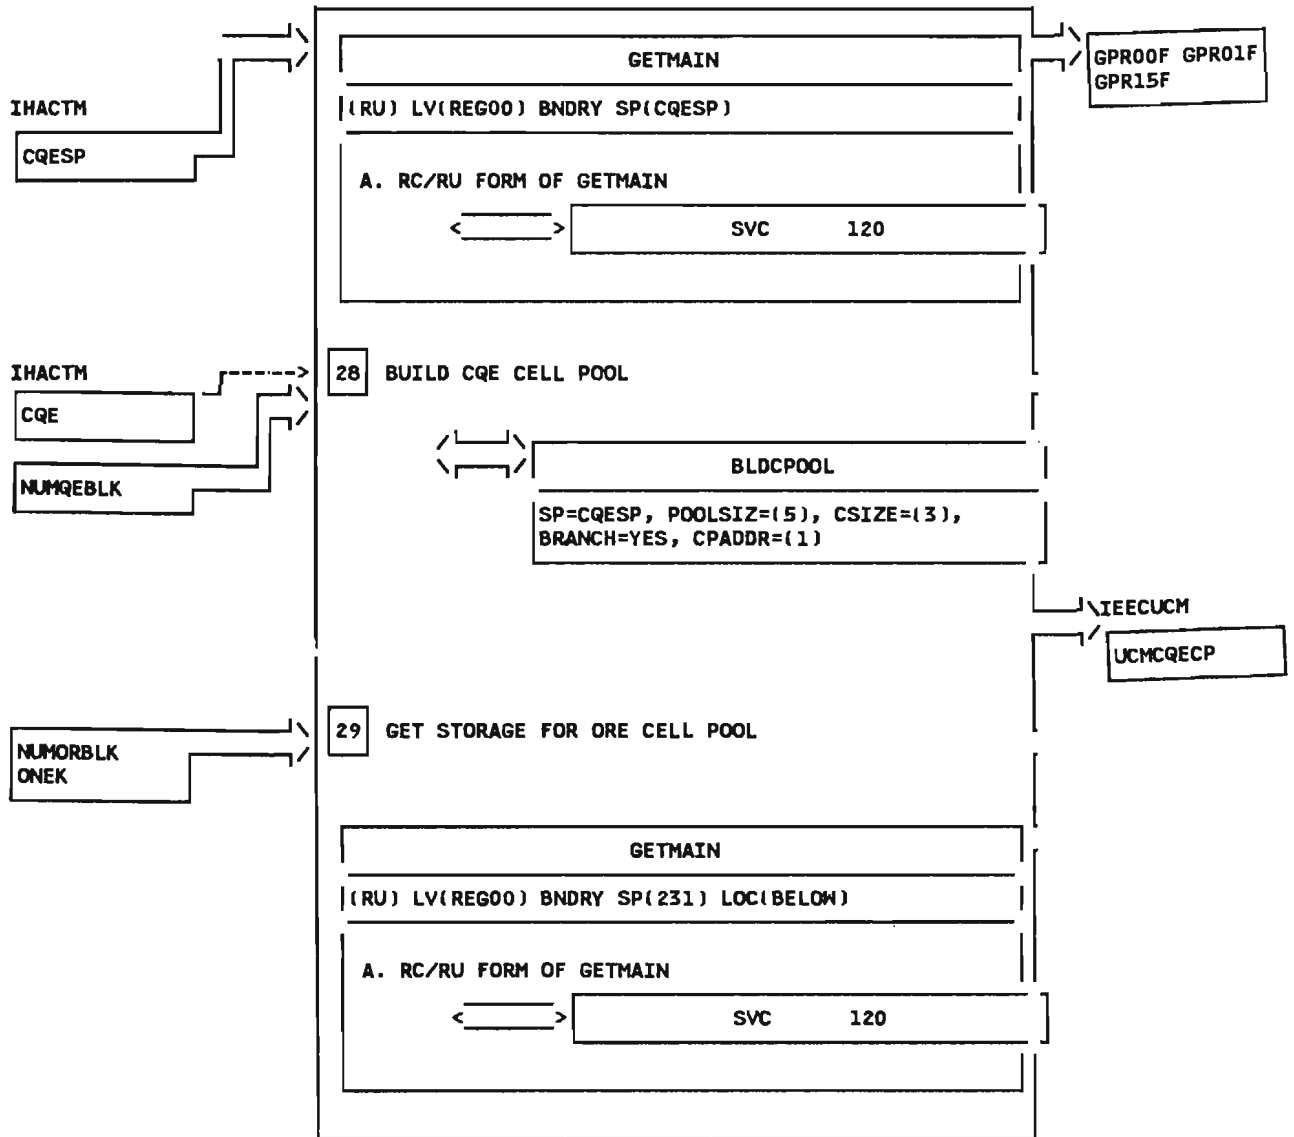 GETMAIN
GPR00F GPR01F
GPR15F
IHACTM
(RU) LV(REG00) BNDRY SP(CQESP)
CQESP
A. RC/RU FORM OF GETMAIN
SVC 120
IHACTM
28 BUILD CQE CELL POOL
CQE
BLDCPOOL
NUMQEBLK
SP=CQESP, POOLSIZ=(5), CSIZE=(3),
BRANCH=YES, CPADDR=(1)
IEECUCM
UCMCQECP
29 GET STORAGE FOR ORE CELL POOL
NUMORBLK
ONEK
GETMAIN
(RU) LV(REG00) BNDRY SP(231) LOC(BELOW)
A. RC/RU FORM OF GETMAIN
SVC 120